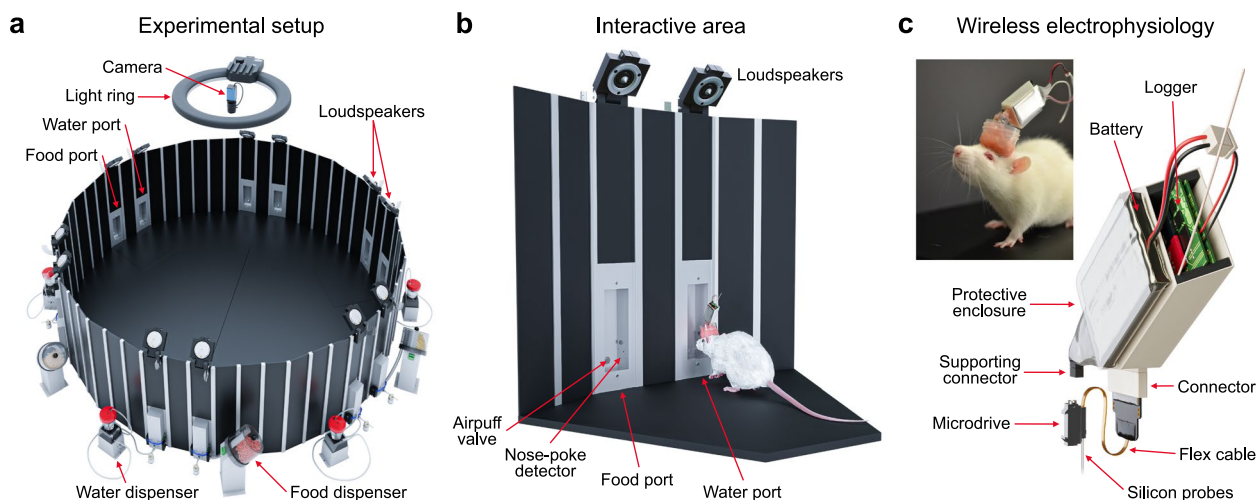 a Experimental setup
Camera
Light ring
Water port
Food port
Loudspeakers
Water dispenser
Food dispenser
b Interactive area
Loudspeakers
Airpuff
valve
Nose-poke
detector
Food port
Water port
c Wireless electrophysiology
Logger
Battery
Protective
enclosure
Supporting
connector
Connector
Microdrive
Flex cable
Silicon probes